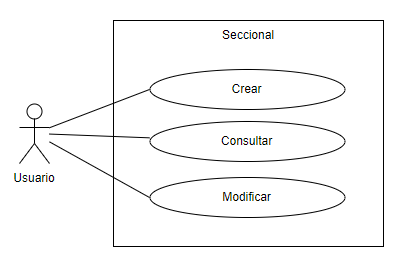 Seccional
Crear
Consultar
Modificar
Usuario